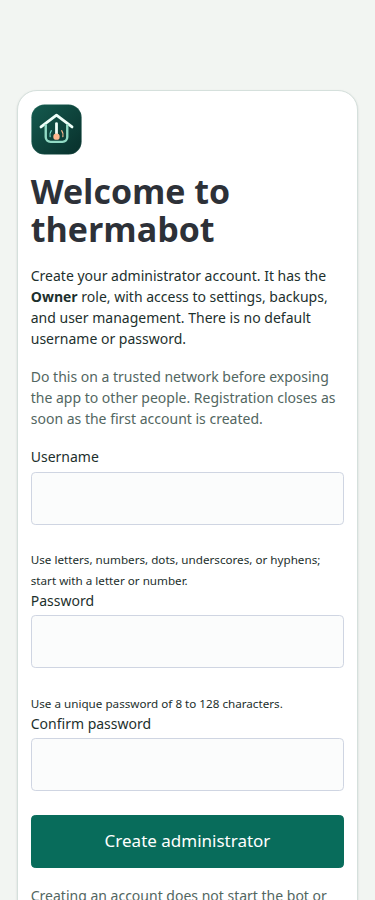 Welcome to
thermabot
Create your administrator account. It has the
Owner role, with access to settings, backups,
and user management. There is no default
username or password.
Do this on a trusted network before exposing
the app to other people. Registration closes as
soon as the first account is created.
Username
Use letters, numbers, dots, underscores, or hyphens;
start with a letter or number.
Password
Use a unique password of 8 to 128 characters.
Confirm password
Create administrator
Creating an account does not start the bot or